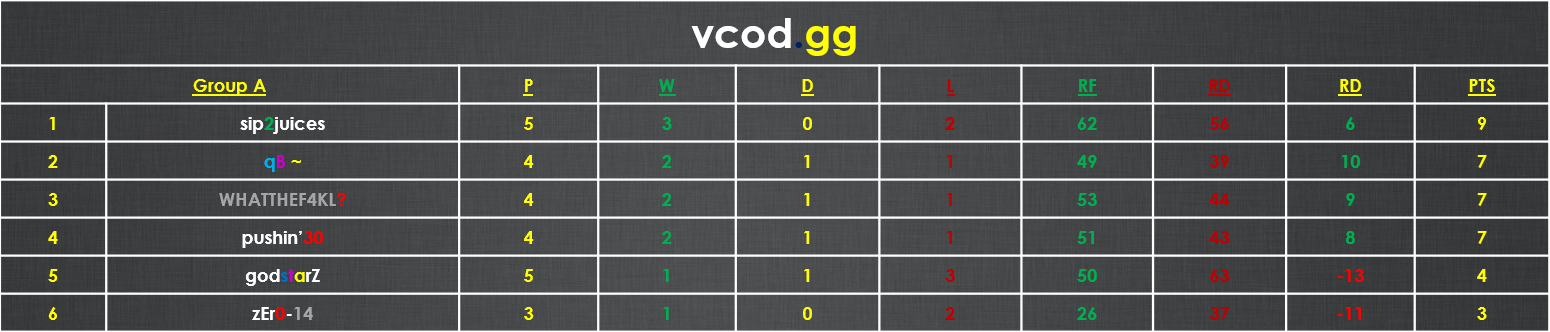 vcod.gg
Group A P W D L RF RD RD PTS
1 sip2juices 5 3 0 2 62 56 6 9
2 qB ~ 4 2 1 1 49 39 10 7
3 WHATTHEF4KL? 4 2 1 1 53 44 9 7
4 pushin’30 4 2 1 1 51 43 8 7
5 godstarZ 5 1 1 3 50 63 -13 4
6 zEr0-14 3 1 0 2 26 37 -11 3